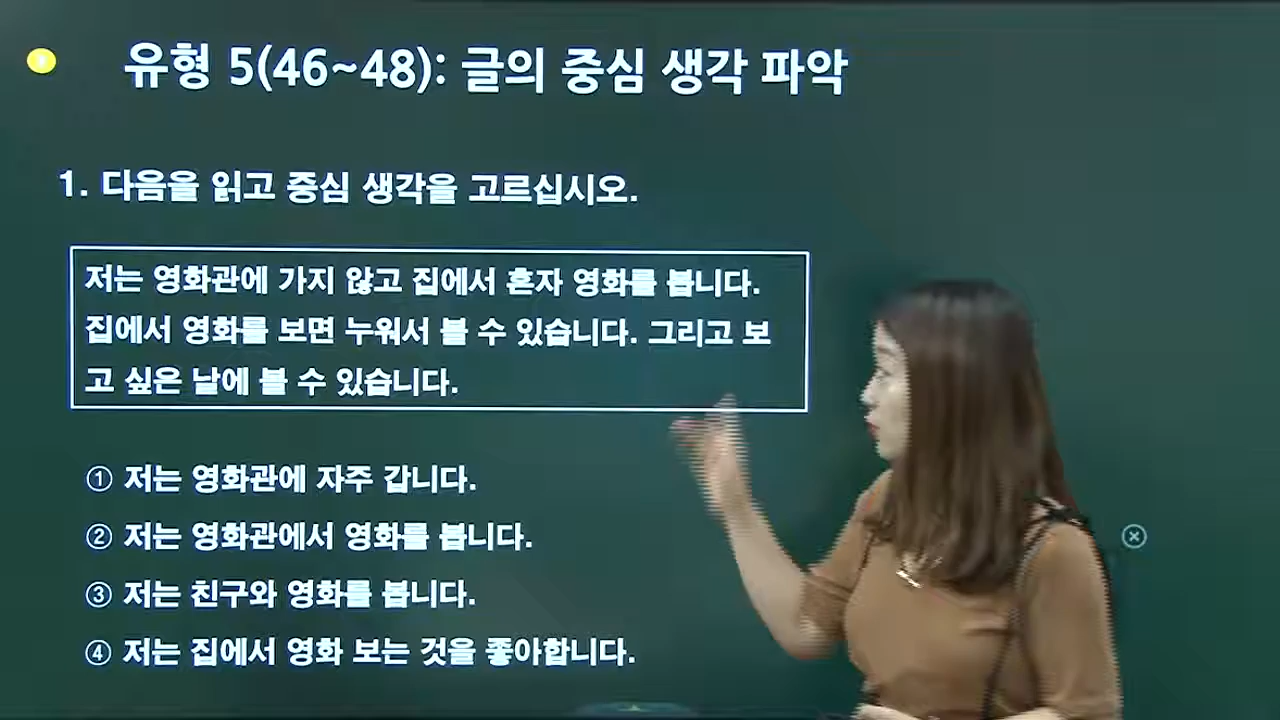 유형 5(46~48): 글의 중심 생각 파악
1. 다음을 읽고 중심 생각을 고르십시오.
저는 영화관에 가지 않고 집에서 혼자 영화를 봅니다.
집에서 영화를 보면 누워서 볼 수 있습니다. 그리고 보
고 싶은 날에 볼 수 있습니다.
① 저는 영화관에 자주 갑니다.
② 저는 영화관에서 영화를 봅니다.
③ 저는 친구와 영화를 봅니다.
④ 저는 집에서 영화 보는 것을 좋아합니다.